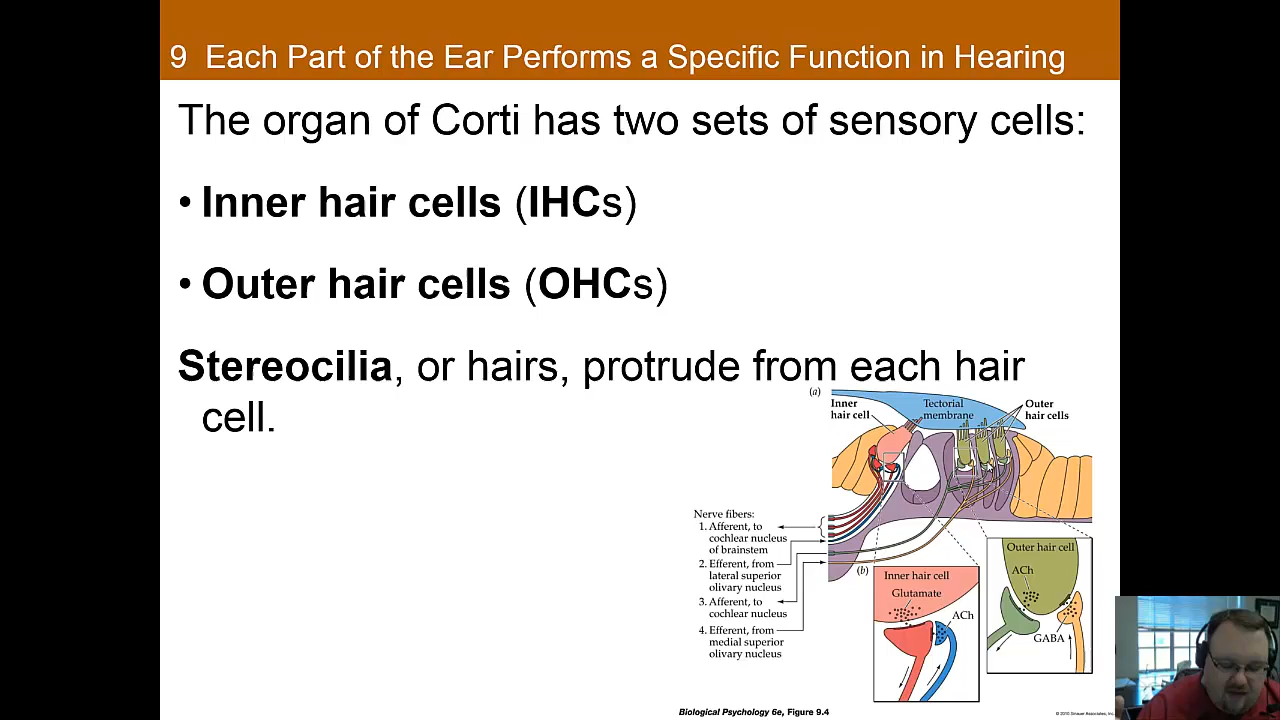 9 Each Part of the Ear Performs a Specific Function in Hearing
The organ of Corti has two sets of sensory cells:
• Inner hair cells (IHCs)
• Outer hair cells (OHCs)
Stereocilia, or hairs, protrude from each hair
cell.
(a)
Inner
hair cell
Tectorial
membrane
Outer
hair cells
Nerve fibers:
1. Afferent, to
cochlear nucleus
of brainstem
2. Efferent, from
lateral superior
olivary nucleus
3. Afferent, to
cochlear nucleus
4. Efferent, from
medial superior
olivary nucleus
(b)
Inner hair cell
Glutamate
ACh
Outer hair cell
ACh
GABA
Biological Psychology 6e, Figure 9.4
© 2010 Sinauer Associates, Inc.